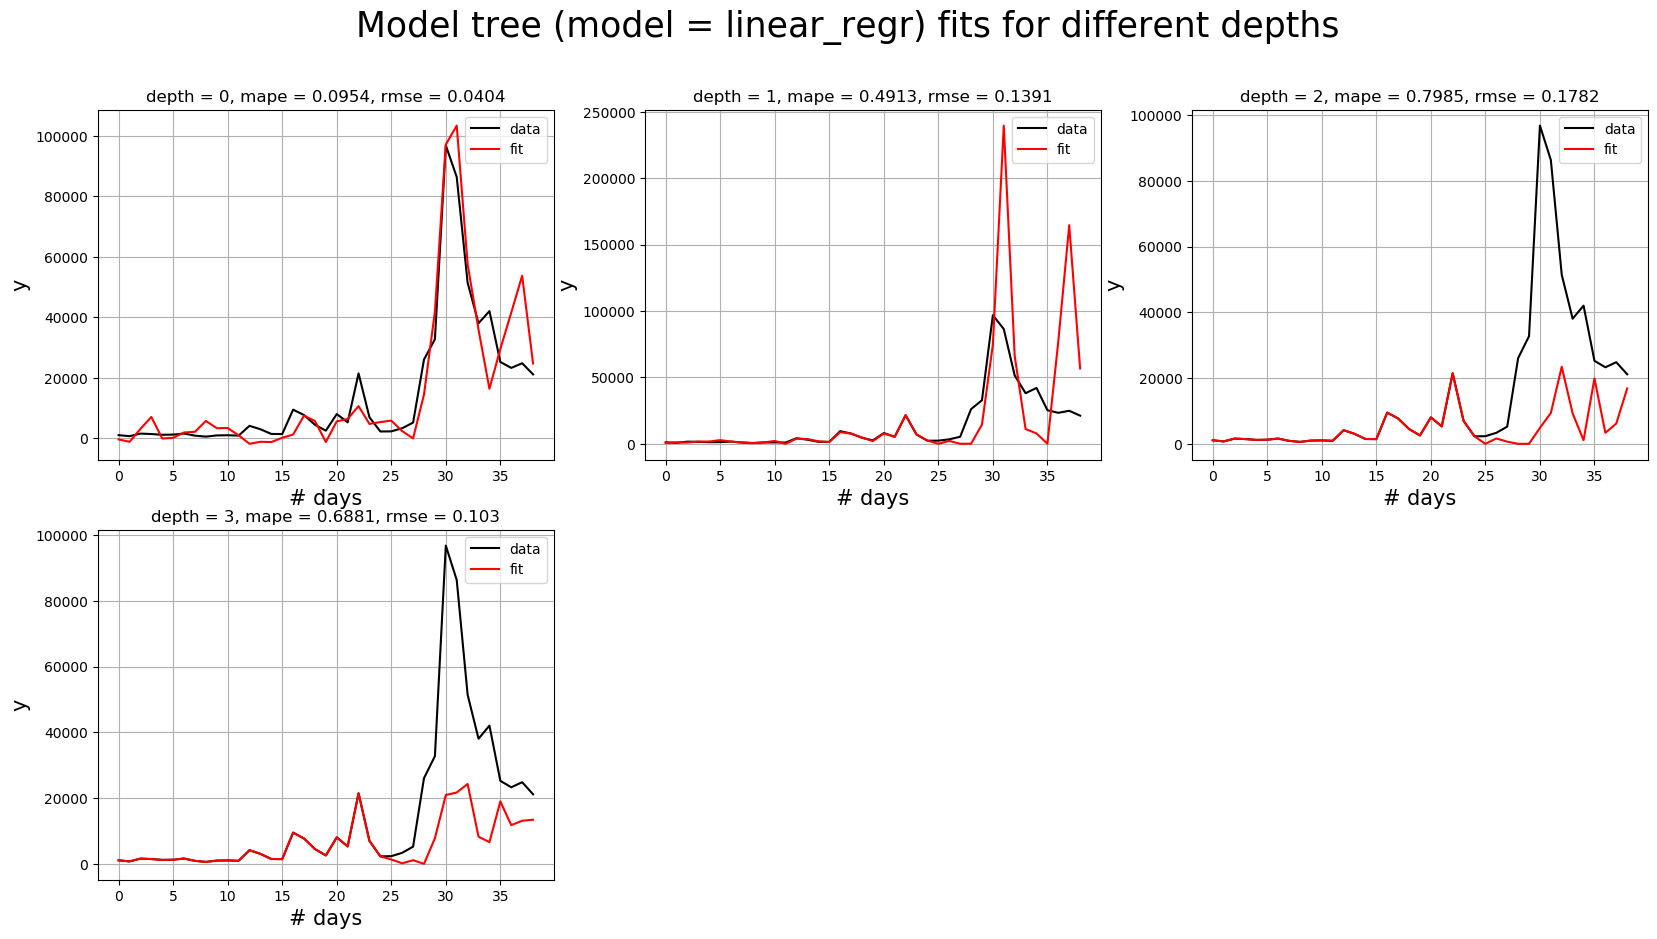 Model tree (model = linear_regr) fits for different depths
depth = 0, mape = 0.0954, rmse = 0.0404
100000
80000
60000
40000
20000
0
y
data
fit
0 5 10 15 20 25 30 35
# days
depth = 1, mape = 0.4913, rmse = 0.1391
250000
200000
150000
100000
50000
0
y
data
fit
0 5 10 15 20 25 30 35
# days
depth = 2, mape = 0.7985, rmse = 0.1782
100000
80000
60000
40000
20000
0
y
data
fit
0 5 10 15 20 25 30 35
# days
depth = 3, mape = 0.6881, rmse = 0.103
100000
80000
60000
40000
20000
0
y
data
fit
0 5 10 15 20 25 30 35
# days